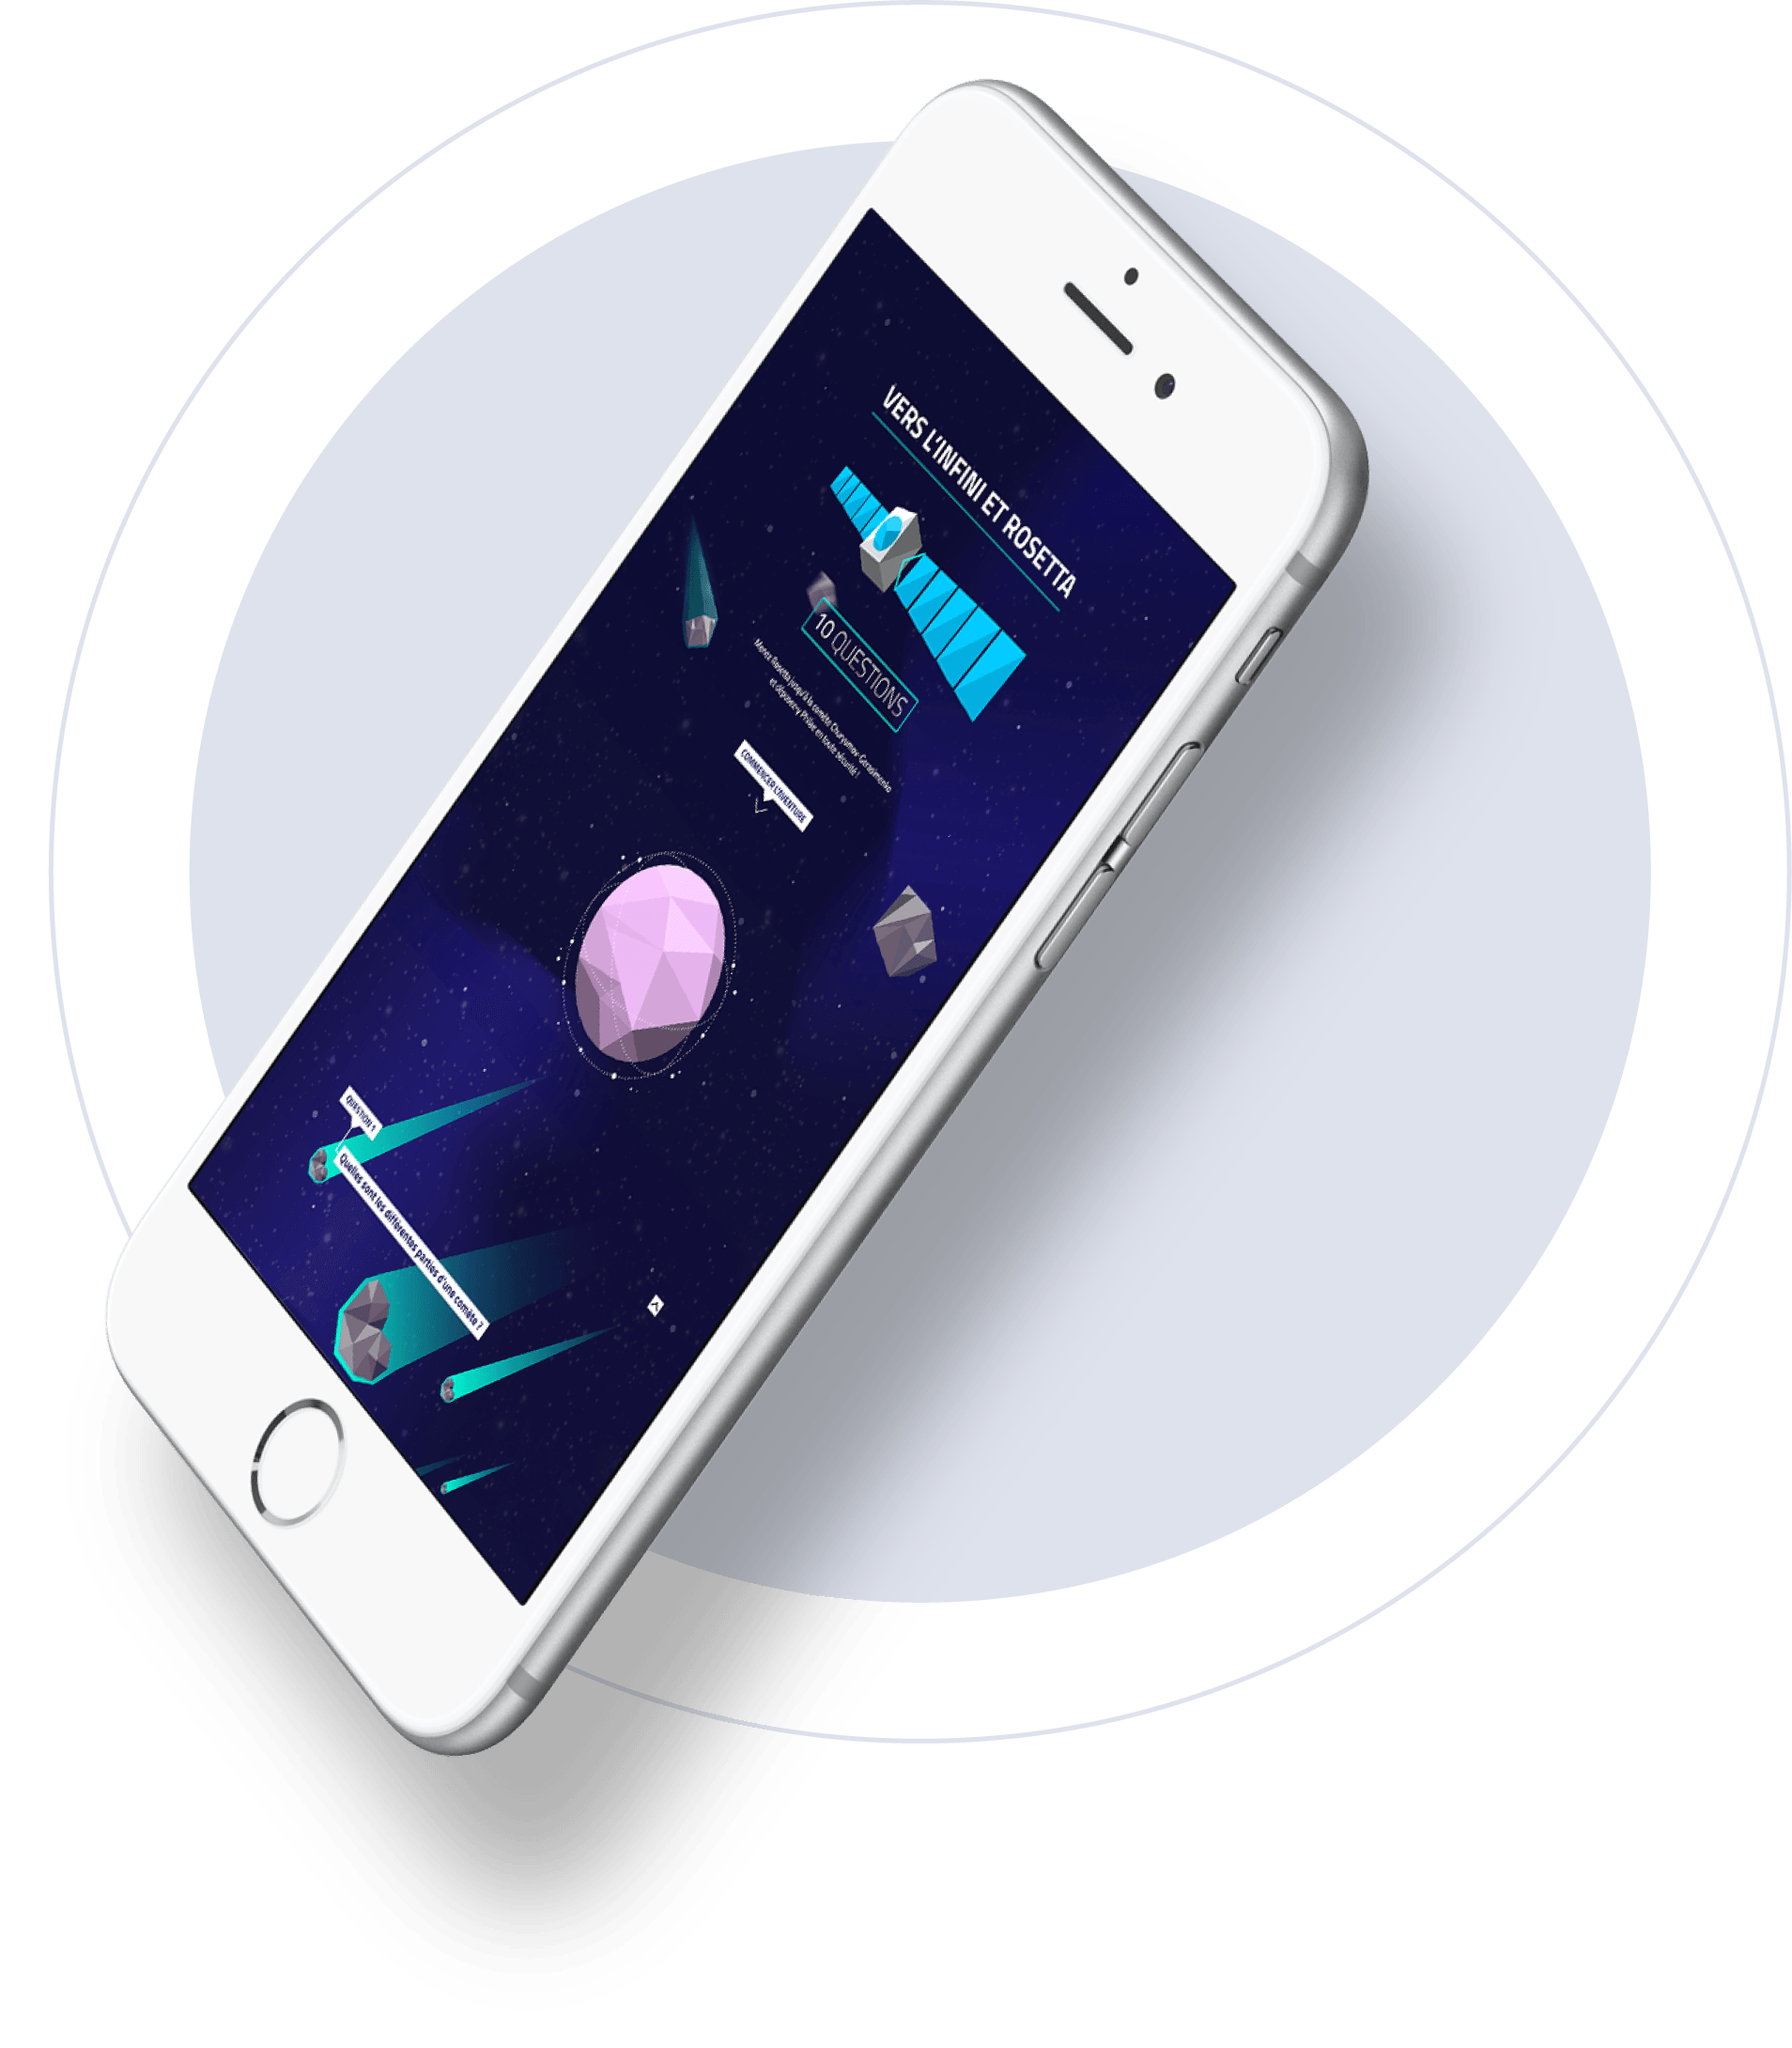 VERS L'INFINI ET ROSETTA
10 QUESTIONS
Menez Rosetta jusqu'à la comète Churyumov-Gerasimenko
et déposez-y Philae en toute sécurité !
COMMENCER L'AVENTURE
QUESTION 1
Quelles sont les différentes parties d'une comète ?